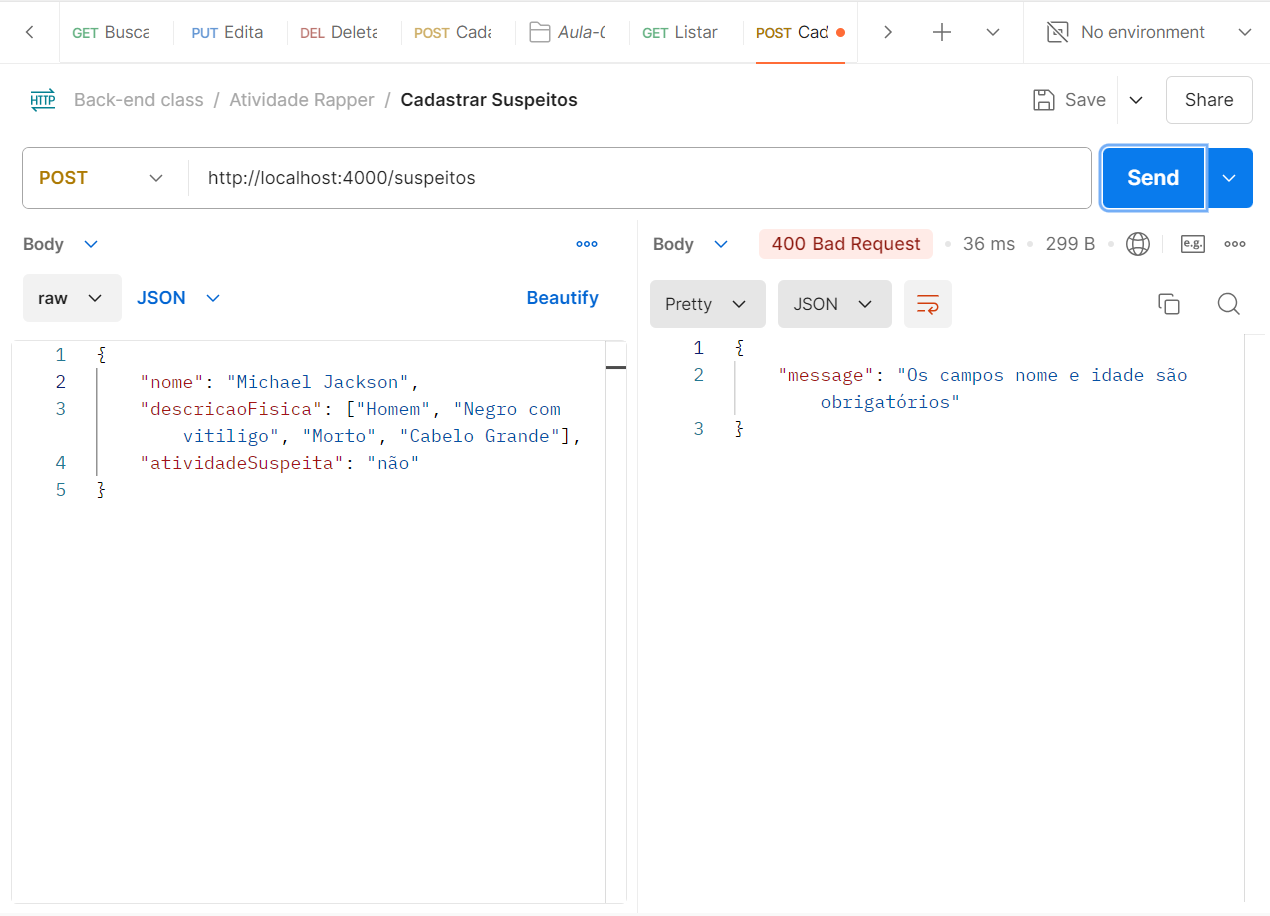 GET Busca PUT Edita DEL Deleta POST Cada Aula-0 GET Listar POST Cad No environment
HTTP Back-end class / Atividade Rapper / Cadastrar Suspeitos Save Share
POST http://localhost:4000/suspeitos Send
Body Body 400 Bad Request 36 ms 299 B e.g.
raw JSON Beautify
Pretty JSON
1 {
2 "nome": "Michael Jackson",
3 "descricaoFisica": ["Homem", "Negro com
vitiligo", "Morto", "Cabelo Grande"],
4 "atividadeSuspeita": "não"
5 }
1 {
2 "message": "Os campos nome e idade são
obrigatórios"
3 }